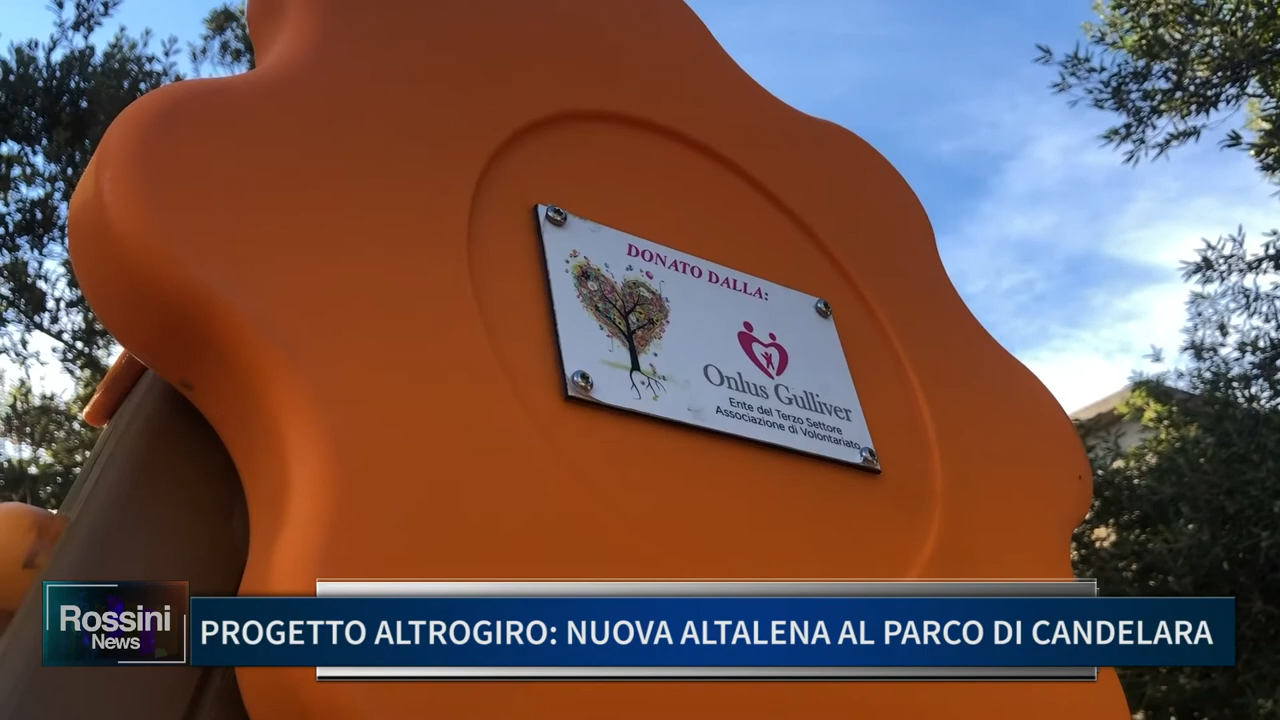 DONATO DALLA:
Onlus Gulliver
Ente del Terzo Settore
Associazione di Volontariato
Rossini
News
PROGETTO ALTROGIRO: NUOVA ALTALENA AL PARCO DI CANDELARA